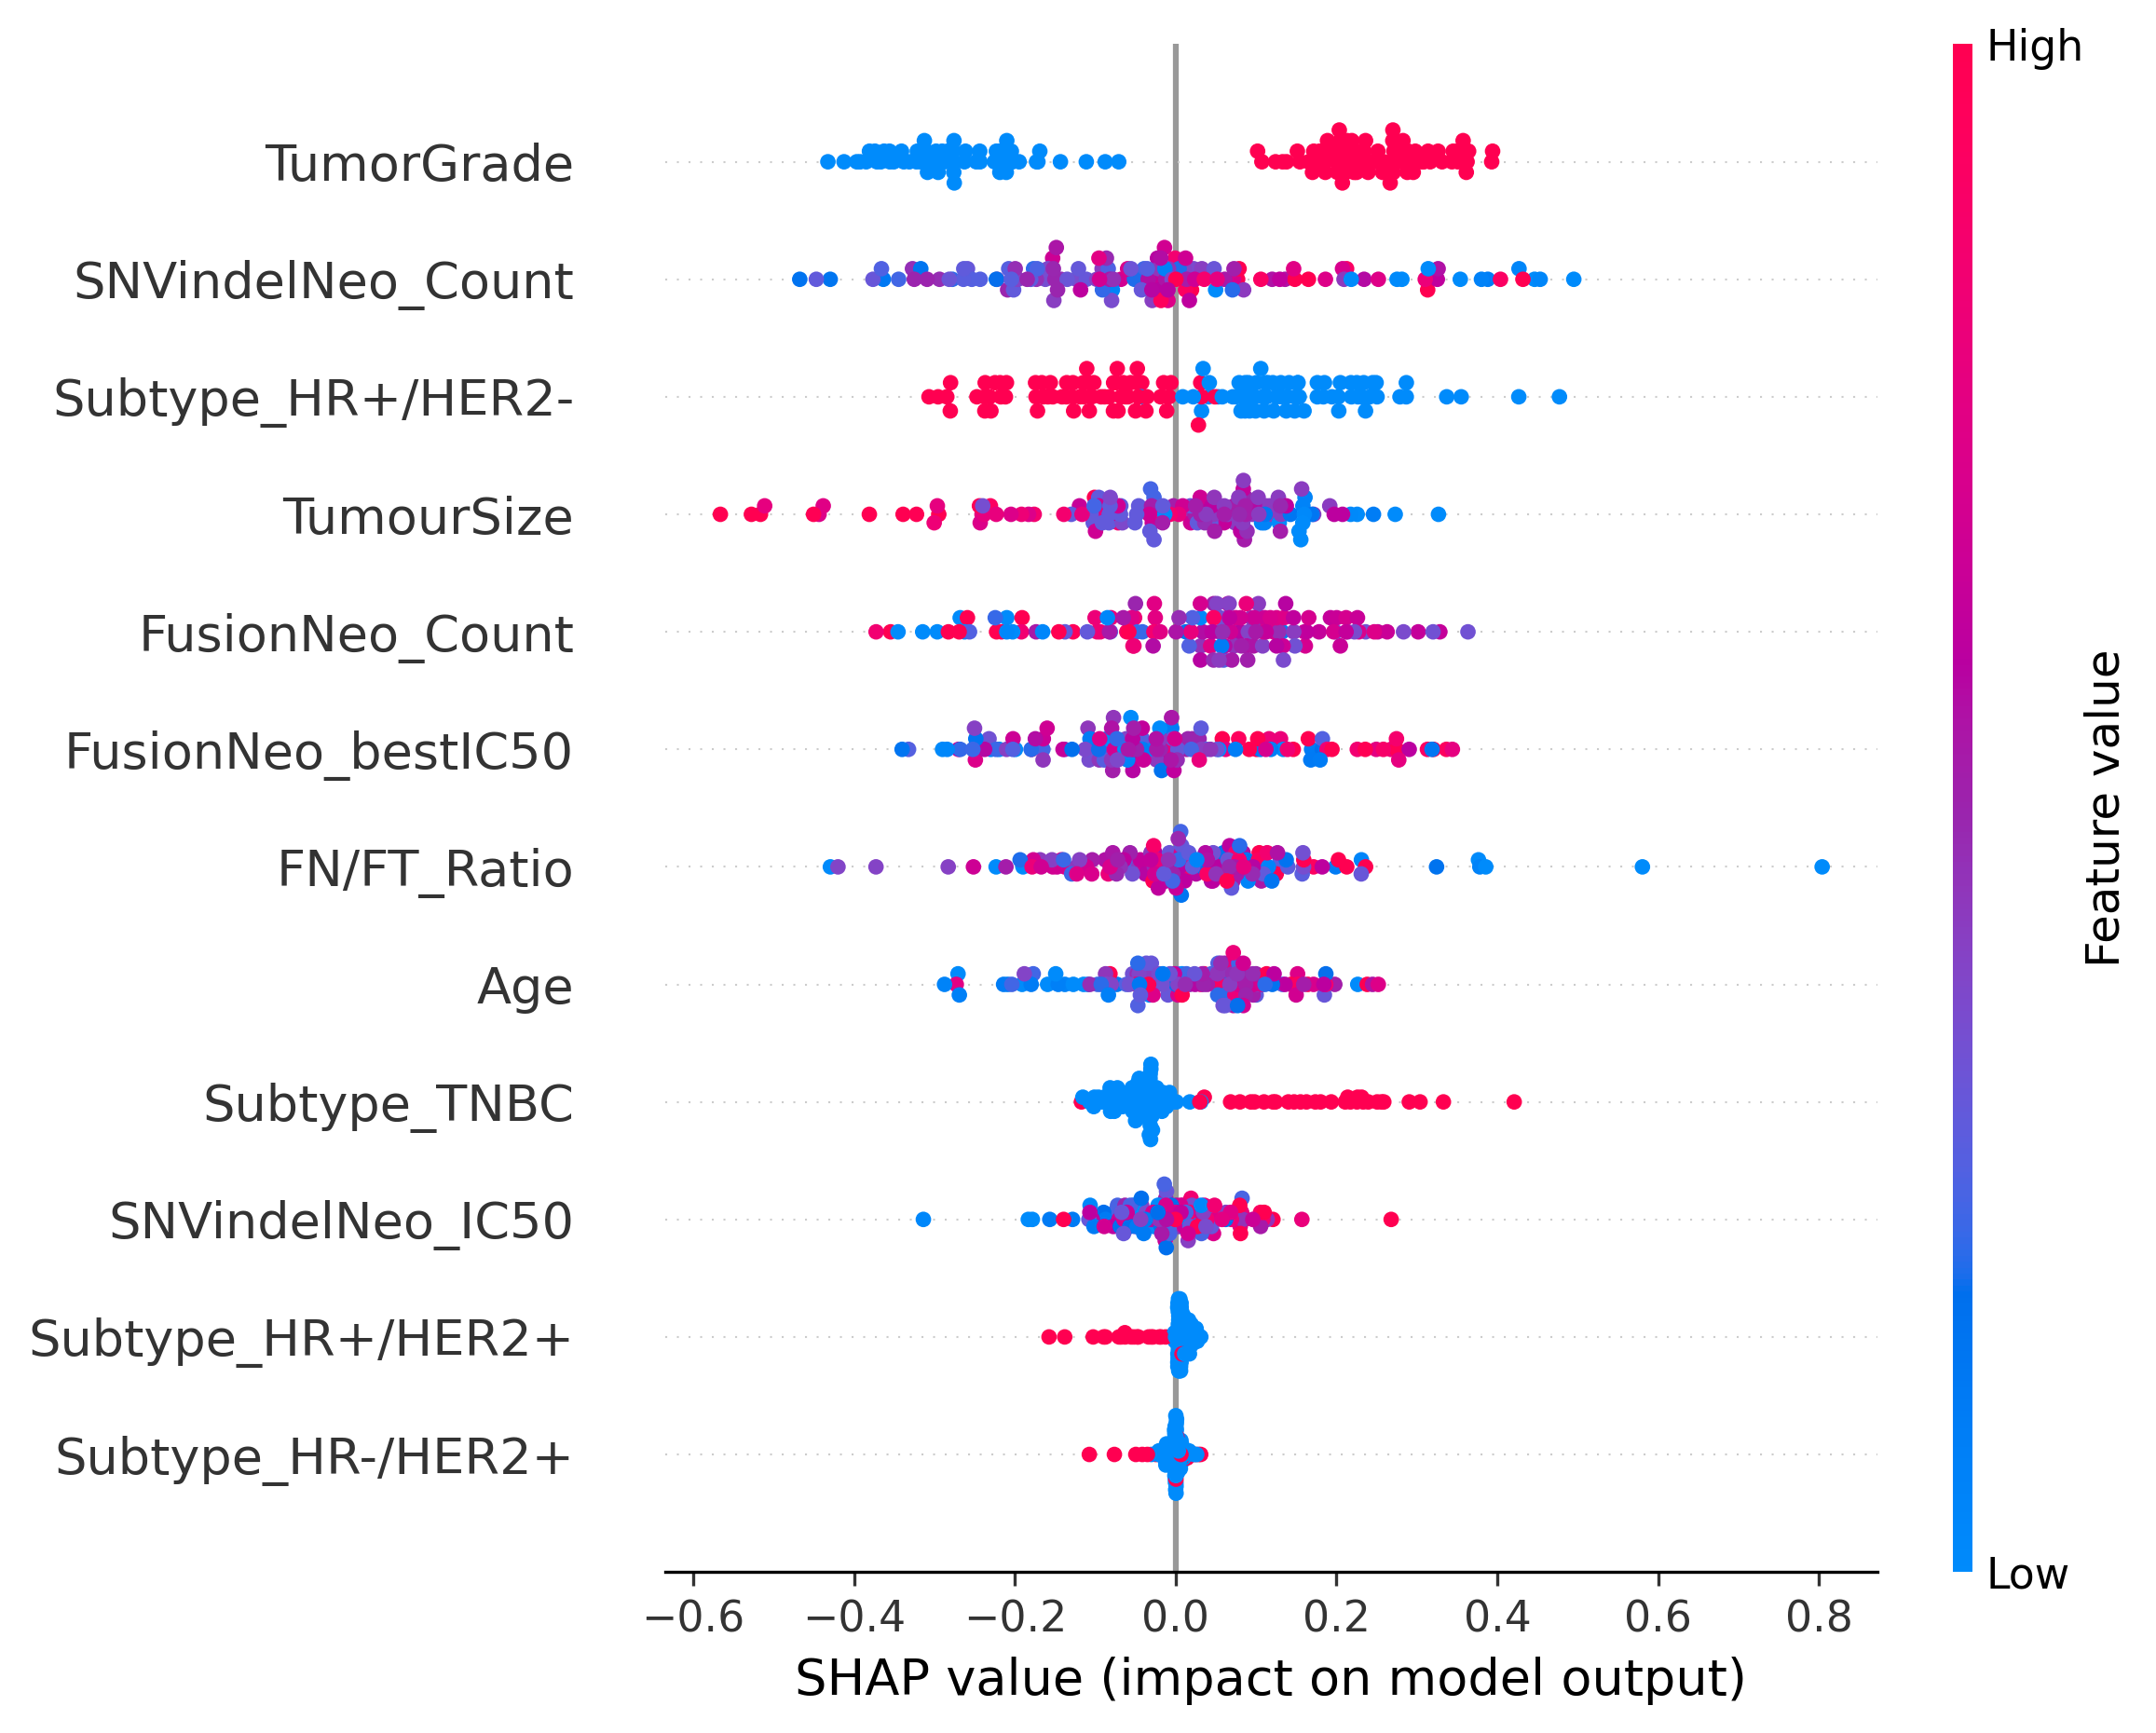 High
TumorGrade
SNVindelNeo_Count
Subtype_HR+/HER2-
TumourSize
FusionNeo_Count
FusionNeo_bestIC50
FN/FT_Ratio
Age
Subtype_TNBC
SNVindelNeo_IC50
Subtype_HR+/HER2+
Subtype_HR-/HER2+
Feature value
Low
−0.6 −0.4 −0.2 0.0 0.2 0.4 0.6 0.8
SHAP value (impact on model output)